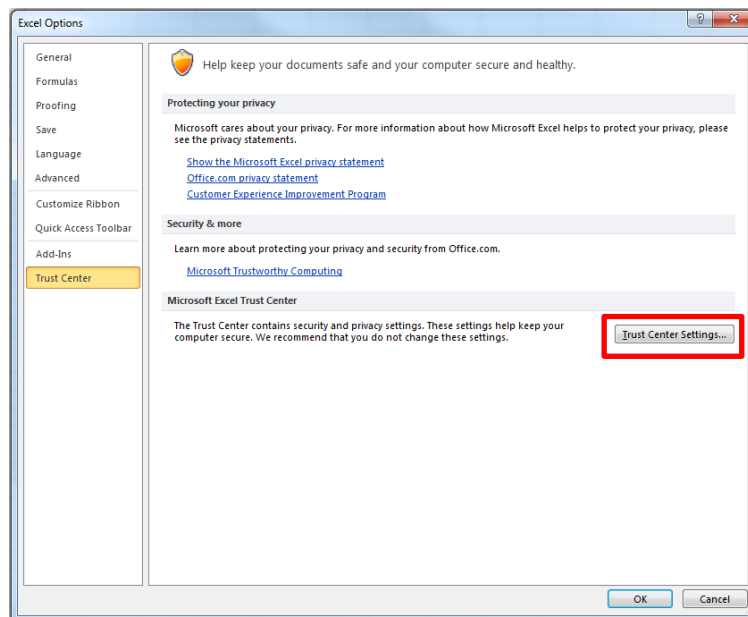 Excel Options
General
Formulas
Proofing
Save
Language
Advanced
Customize Ribbon
Quick Access Toolbar
Add-Ins
Trust Center
Help keep your documents safe and your computer secure and healthy.
Protecting your privacy
Microsoft cares about your privacy. For more information about how Microsoft Excel helps to protect your privacy, please
see the privacy statements.
Show the Microsoft Excel privacy statement
Office.com privacy statement
Customer Experience Improvement Program
Security & more
Learn more about protecting your privacy and security from Office.com.
Microsoft Trustworthy Computing
Microsoft Excel Trust Center
The Trust Center contains security and privacy settings. These settings help keep your
computer secure. We recommend that you do not change these settings.
Trust Center Settings...
OK
Cancel